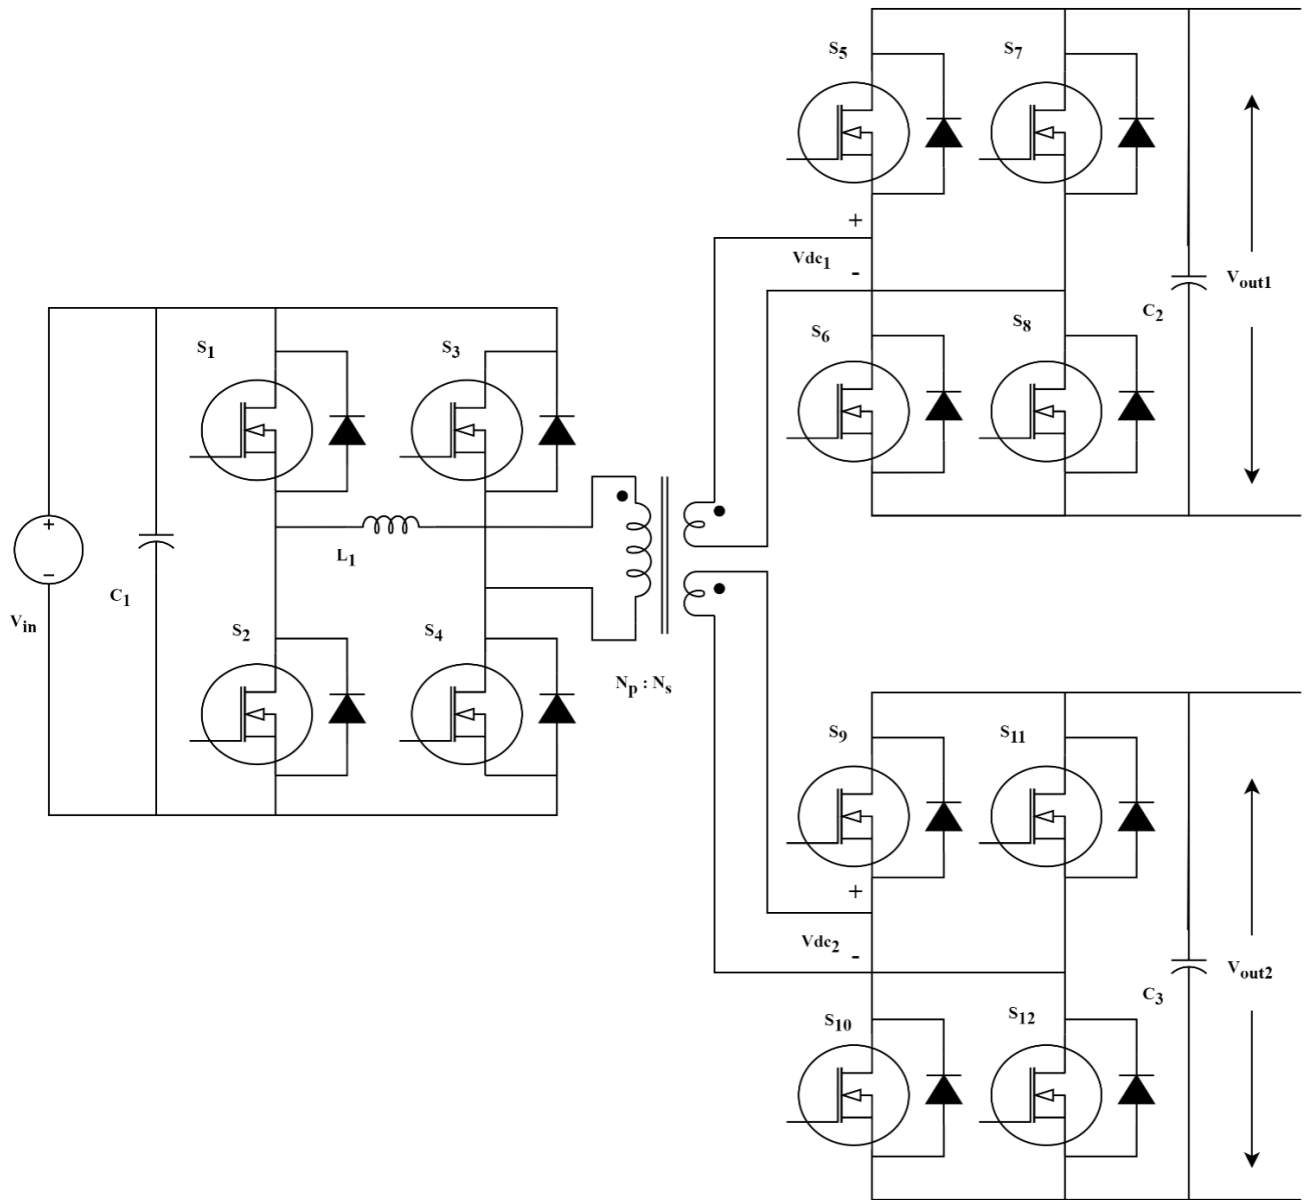 S5
S7
+
Vdc1
-
Vout1
C2
S6
S8
S1
S3
+
L1
C1
Vin
S2
S4
Np : Ns
S9
S11
+
Vdc2
-
Vout2
C3
S10
S12